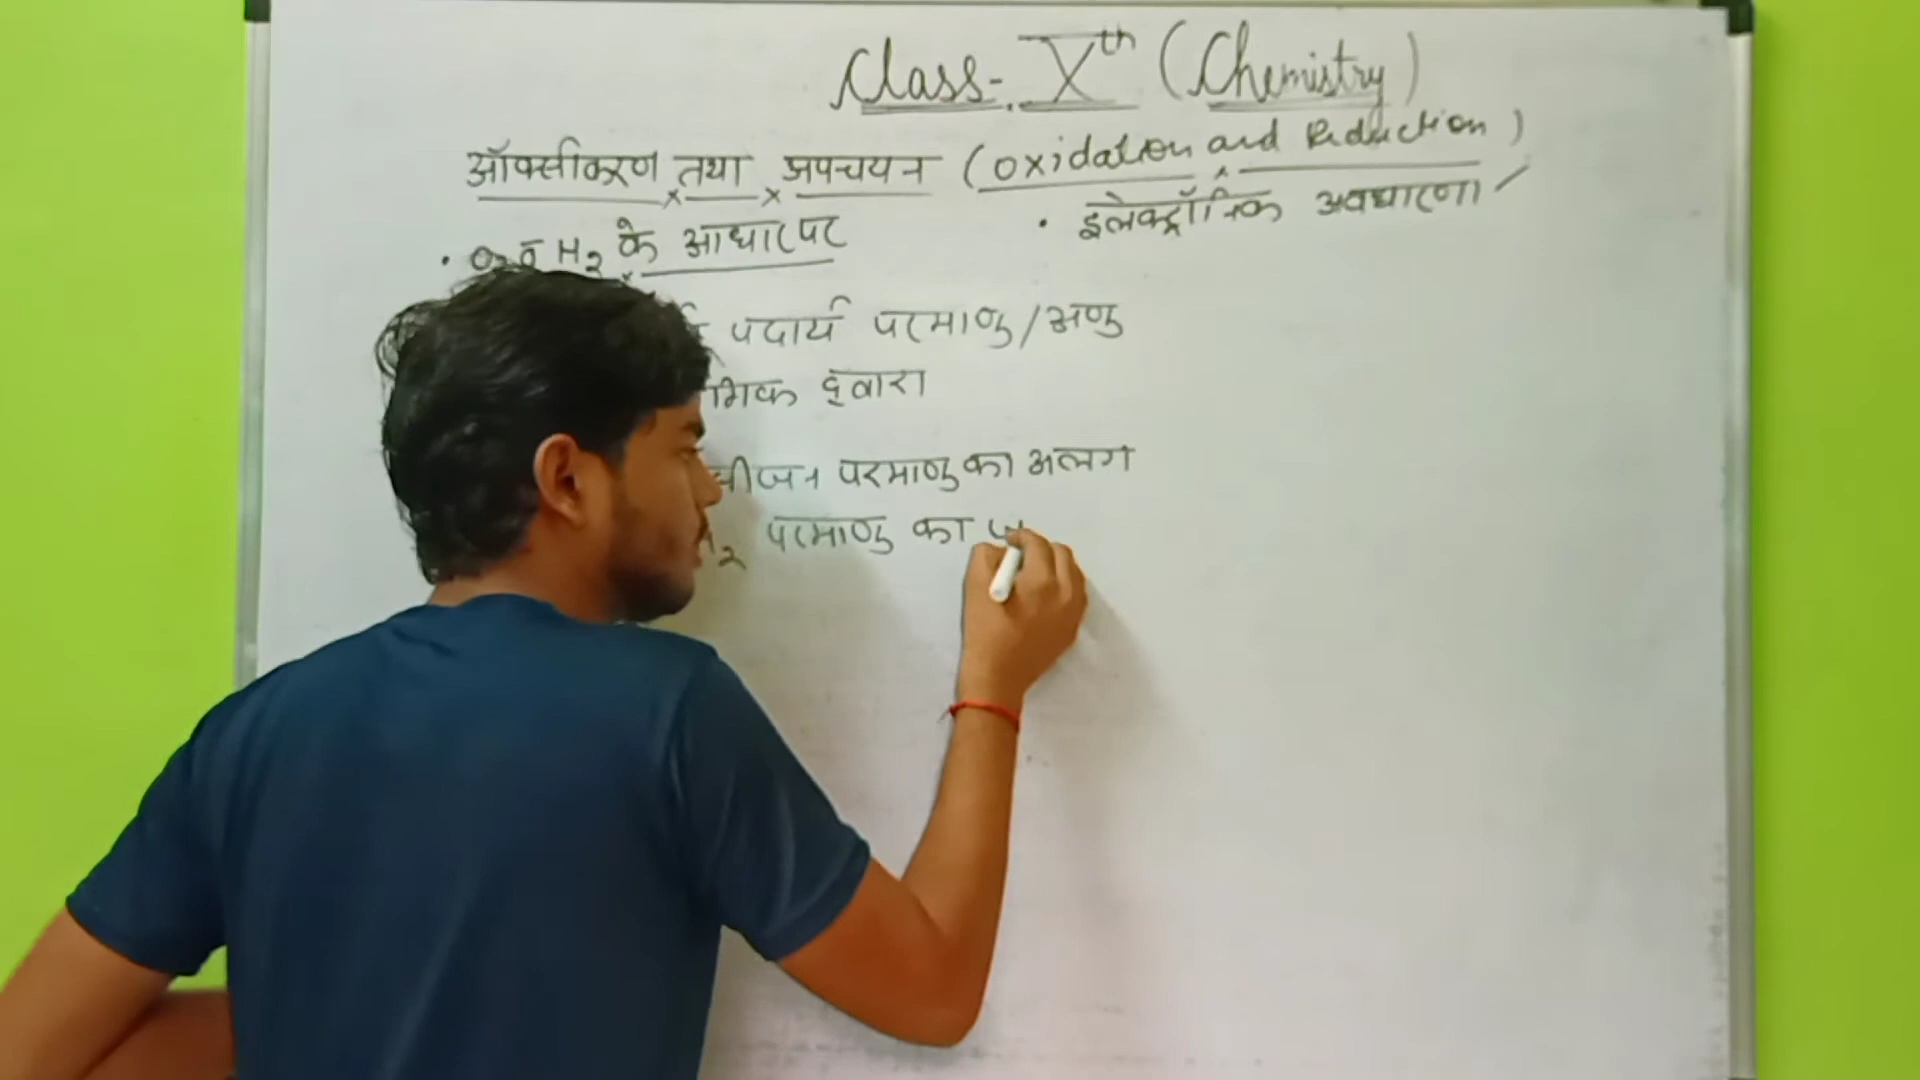 Class- Xth (Chemistry)
ऑक्सीकरण तथा अपचयन (oxidation and Reduction)
• O2 व H2 के आधार पर
• इलेक्ट्रॉनिक अवधारणा
पदार्थ परमाणु/अणु
द्वारा
परमाणु का अलग
परमाणु का